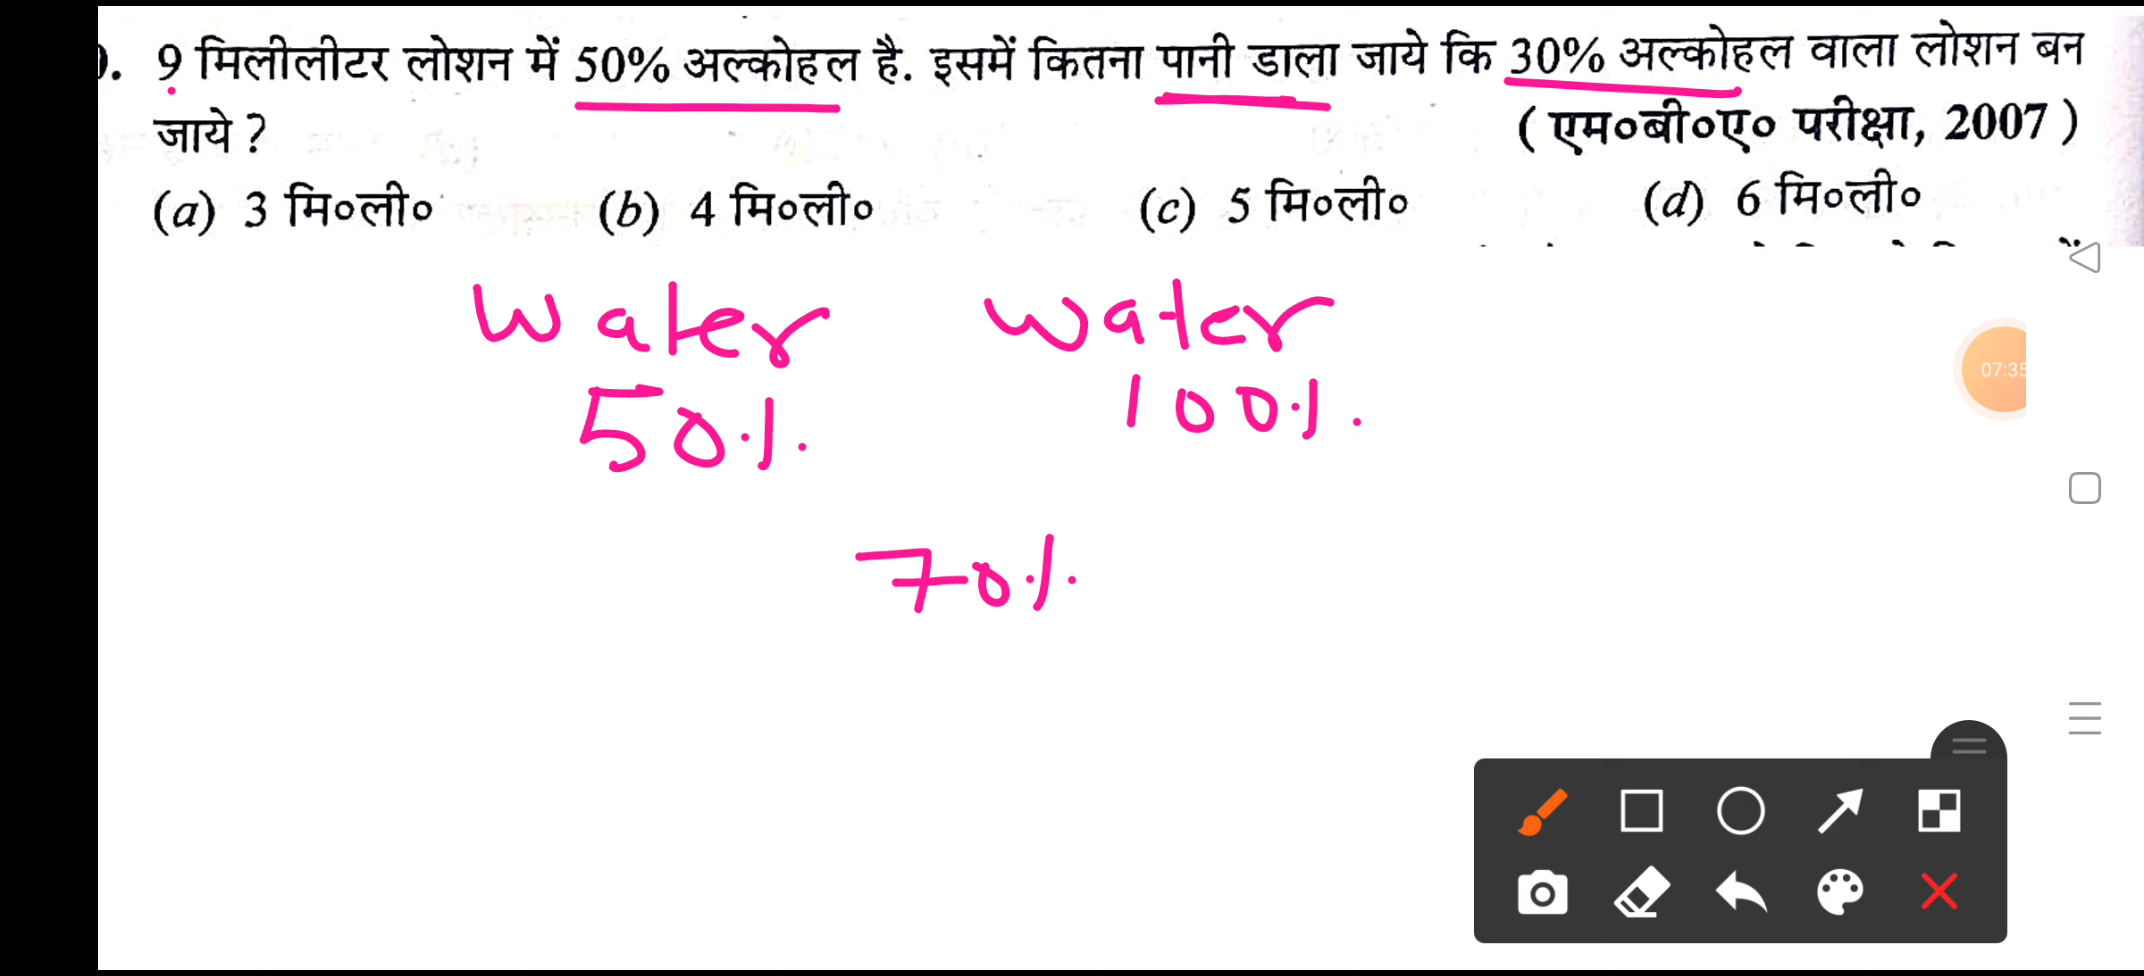 9 मिलीलीटर लोशन में 50% अल्कोहल है. इसमें कितना पानी डाला जाये कि 30% अल्कोहल वाला लोशन बन
जाये ?
( एम०बी०ए० परीक्षा, 2007 )
(a) 3 मि०ली० (b) 4 मि०ली० (c) 5 मि०ली० (d) 6 मि०ली०
Water water
50%. 100%.
07:35
70%.